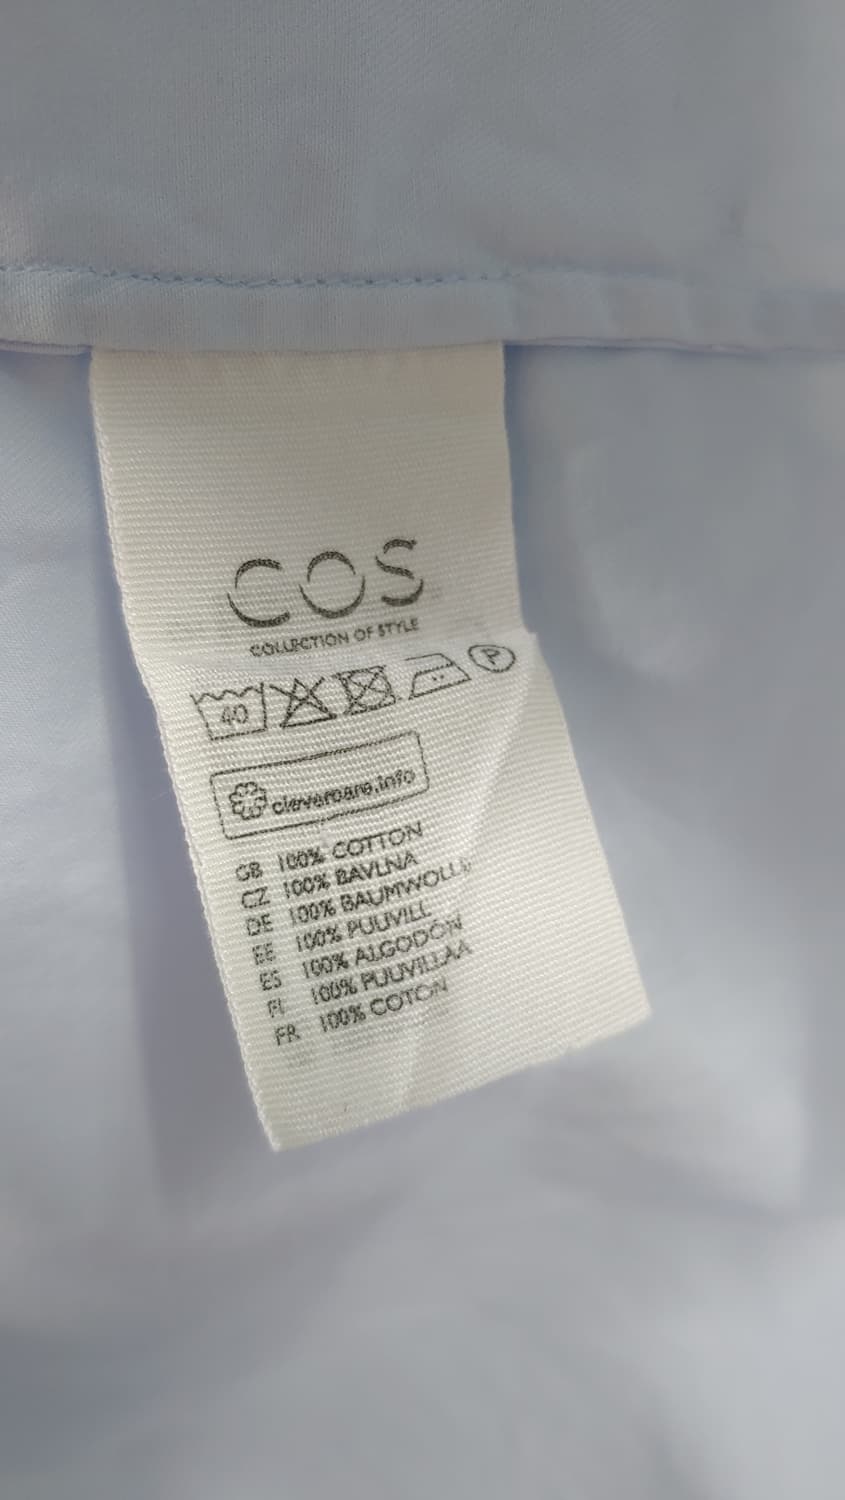 COS
COLLECTION OF STYLE
40 P
clevercare.info
GB 100% COTTON
CZ 100% BAVLNA
DE 100% BAUMWOLLE
EE 100% PUUVILL
ES 100% ALGODÓN
FI 100% PUUVILLAA
FR 100% COTON